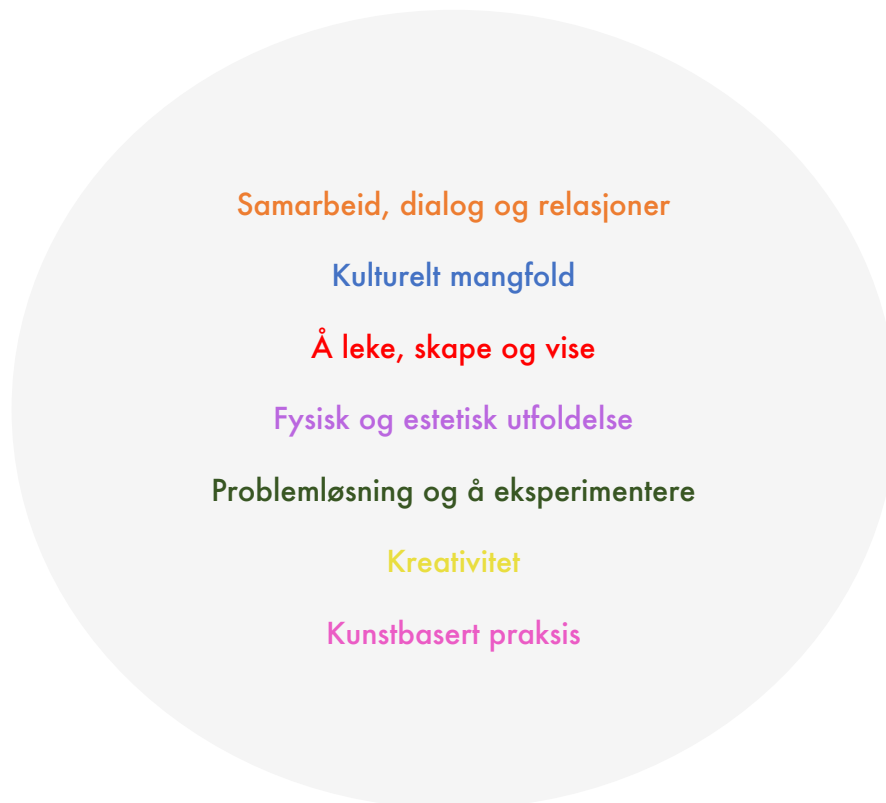 Samarbeid, dialog og relasjoner
Kulturelt mangfold
Å leke, skape og vise
Fysisk og estetisk utfoldelse
Problemløsning og å eksperimentere
Kreativitet
Kunstbasert praksis